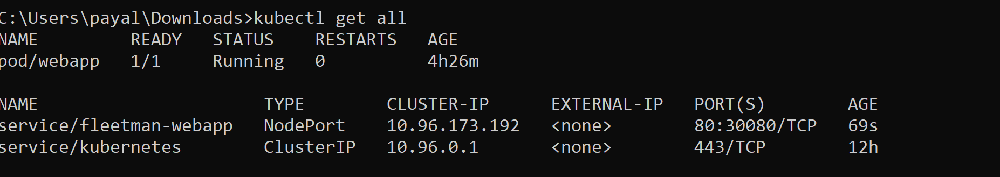 C:\Users\payal\Downloads>kubectl get all
NAME READY STATUS RESTARTS AGE
pod/webapp 1/1 Running 0 4h26m
NAME TYPE CLUSTER-IP EXTERNAL-IP PORT(S) AGE
service/fleetman-webapp NodePort 10.96.173.192 <none> 80:30080/TCP 69s
service/kubernetes ClusterIP 10.96.0.1 <none> 443/TCP 12h